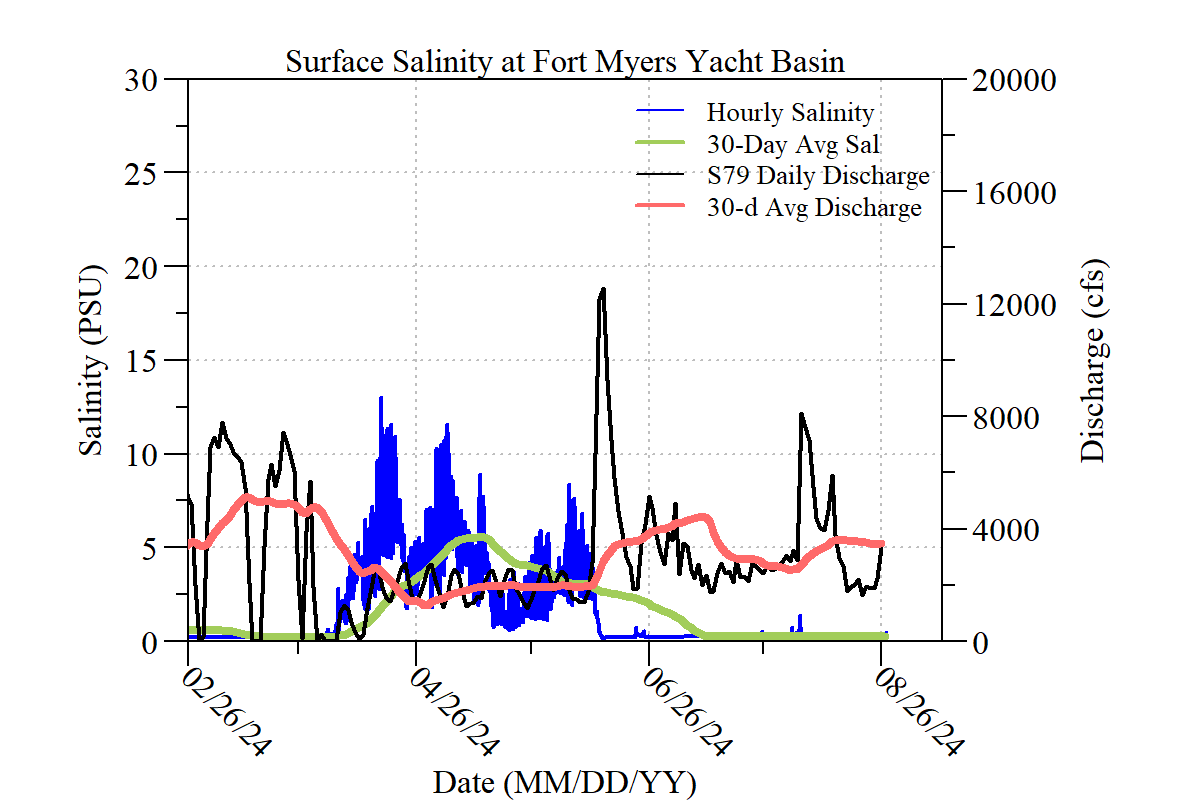 Surface Salinity at Fort Myers Yacht Basin
30
25
20
15
10
5
0
Salinity (PSU)
Hourly Salinity
30-Day Avg Sal
S79 Daily Discharge
30-d Avg Discharge
20000
16000
12000
8000
4000
0
Discharge (cfs)
02/26/24
04/26/24
06/26/24
08/26/24
Date (MM/DD/YY)